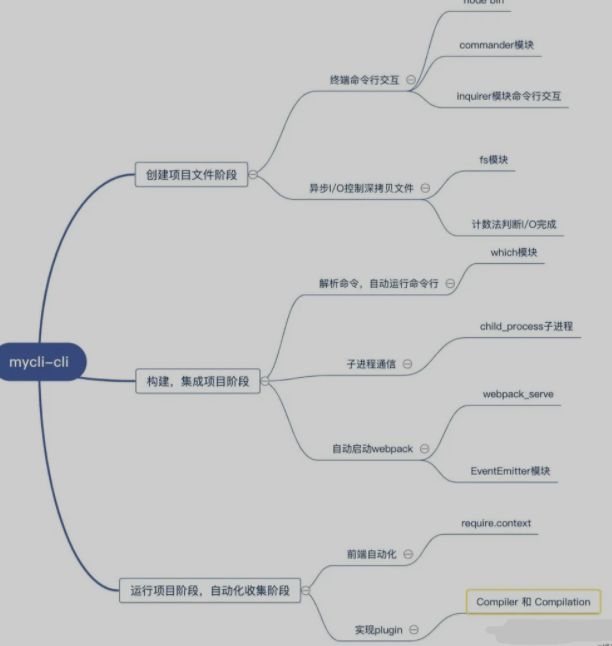 mycli-cli
创建项目文件阶段
终端命令行交互
node bin
commander模块
inquirer模块命令行交互
异步I/O控制深拷贝文件
fs模块
计数法判断I/O完成
构建，集成项目阶段
解析命令，自动运行命令行
which模块
子进程通信
child_process子进程
自动启动webpack
webpack_serve
EventEmitter模块
运行项目阶段，自动化收集阶段
前端自动化
require.context
实现plugin
Compiler 和 Compilation